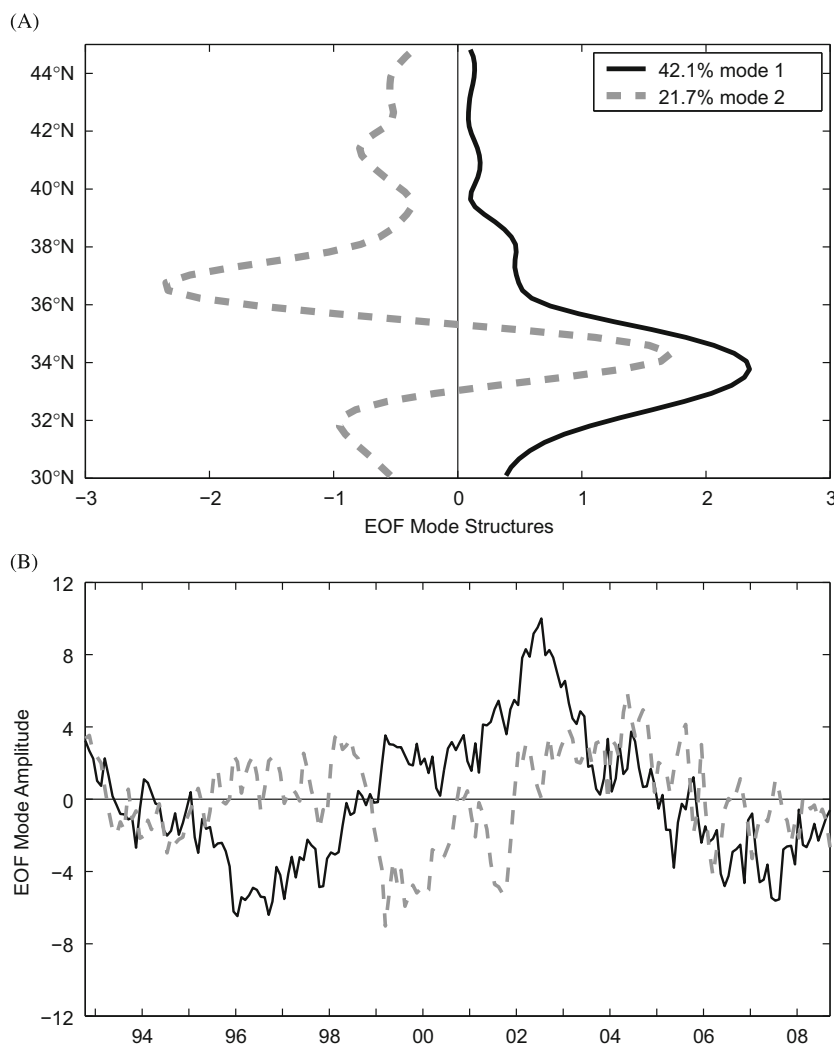 (A)
44°N
42°N
40°N
38°N
36°N
34°N
32°N
30°N
42.1% mode 1
21.7% mode 2
−3 −2 −1 0 1 2 3
EOF Mode Structures
(B)
12
8
4
0
−4
−8
−12
EOF Mode Amplitude
94 96 98 00 02 04 06 08